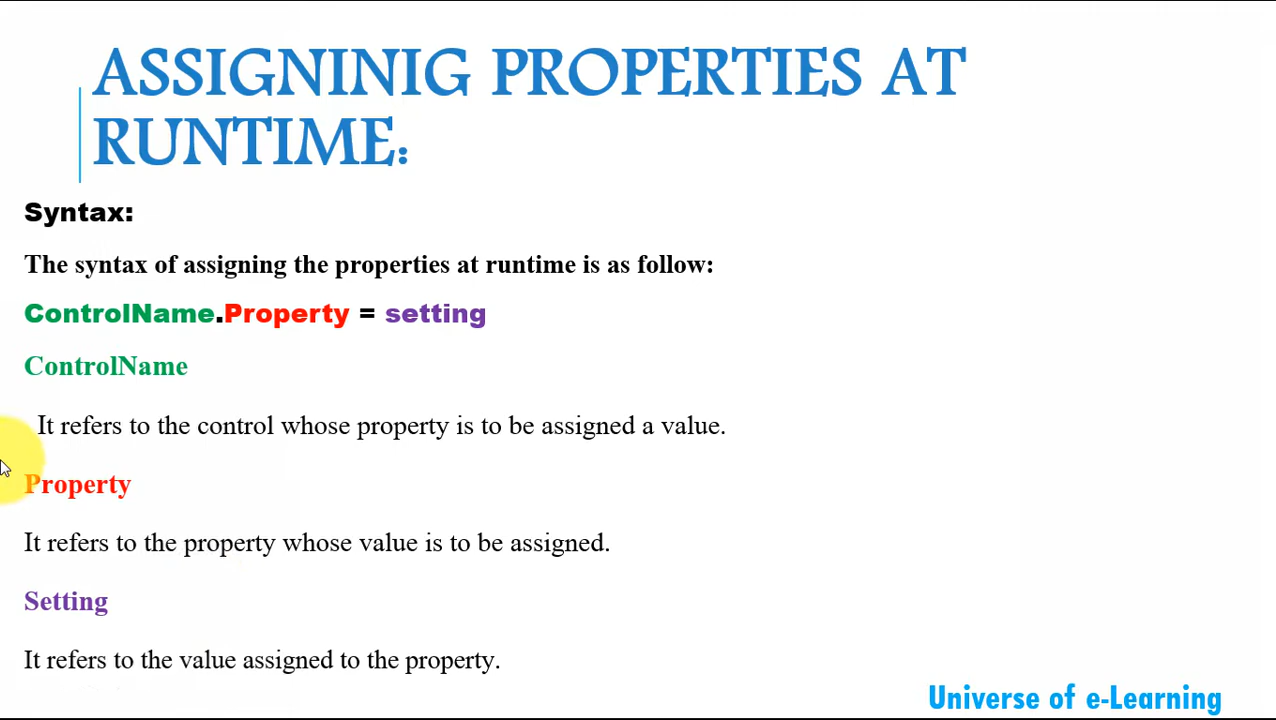 ASSIGNINIG PROPERTIES AT
RUNTIME:
Syntax:
The syntax of assigning the properties at runtime is as follow:
ControlName.Property = setting
ControlName
It refers to the control whose property is to be assigned a value.
Property
It refers to the property whose value is to be assigned.
Setting
It refers to the value assigned to the property.
Universe of e-Learning